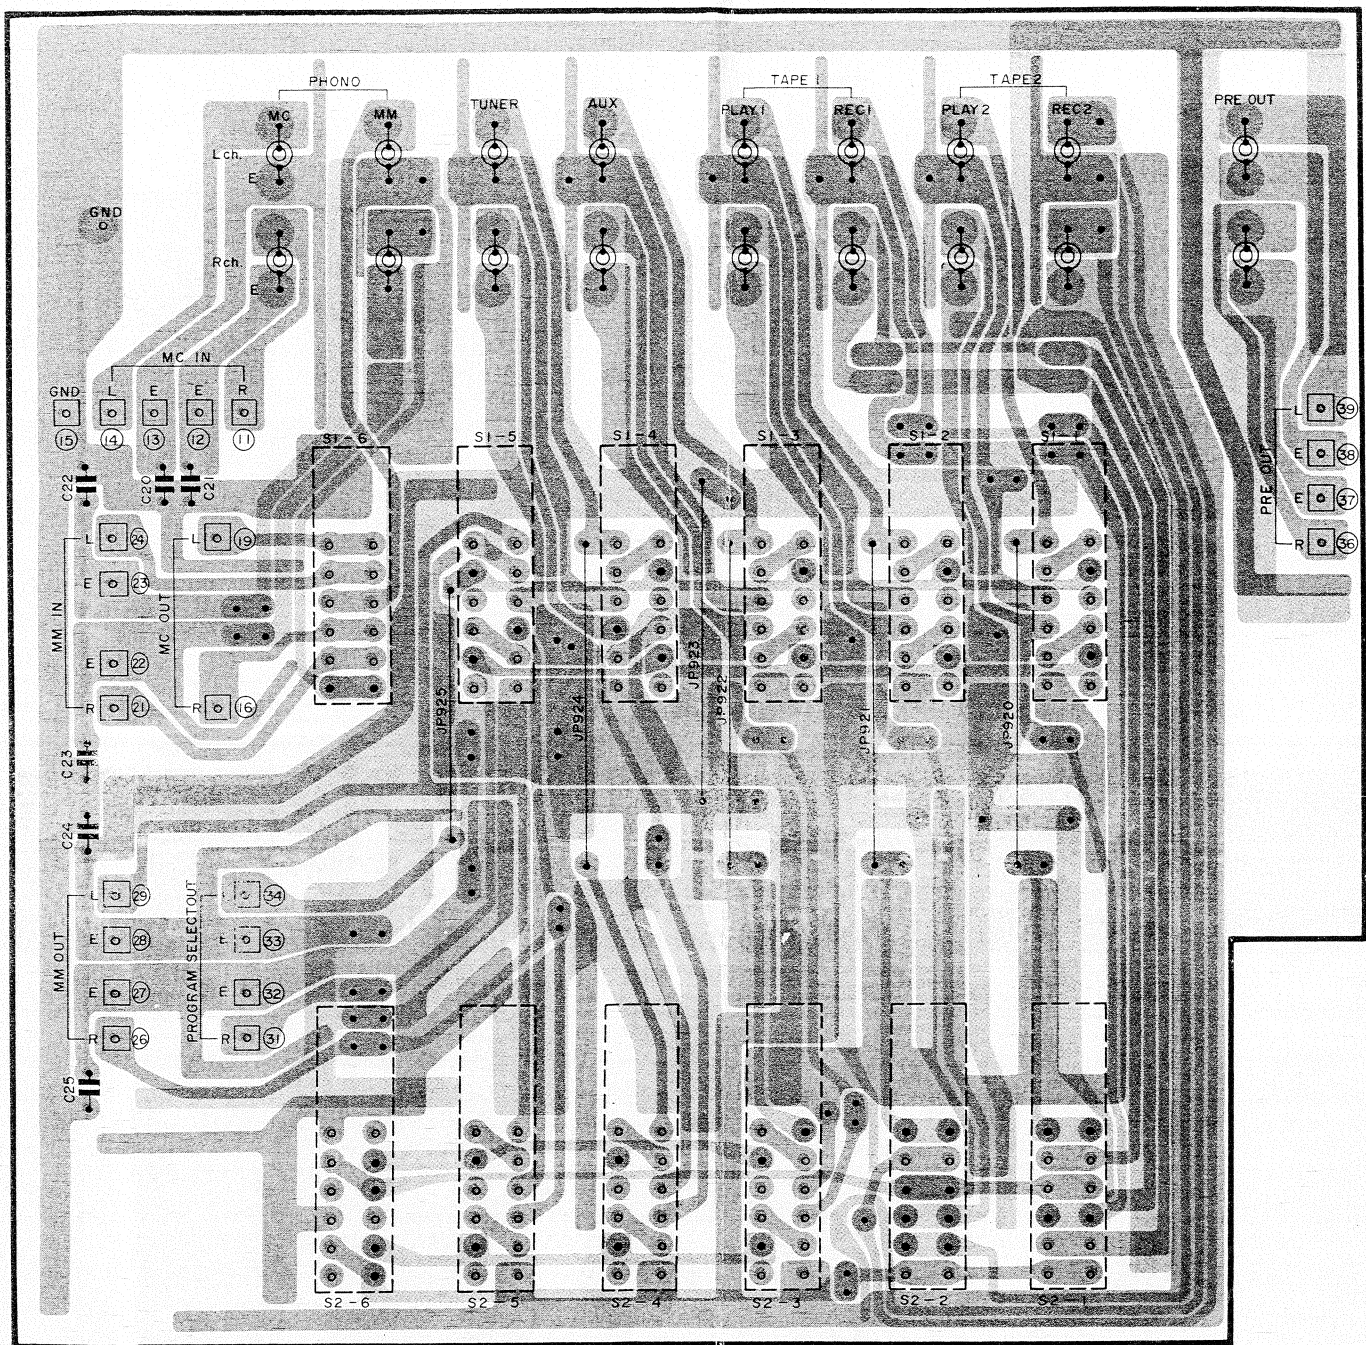 PHONO TAPE 1 TAPE2
MC MM TUNER AUX PLAY.1 REC1 PLAY2 REC2 PRE OUT
L ch.
E
GND
R ch.
E
MC IN
GND L E E R
15 14 13 12 11
L 39
E 38
E 37
R 36
PRE OUT
S1-6 S1-5 S1-4 S1-3 S1-2 S1-1
C22 C20 C21
L 24 L 19
E 23
E 22
R 21 R 16
MM IN MC OUT
JP925 JP924 JP923 JP922 JP921 JP920
C23
C24
L 29 34
E 28 E 33
E 27 E 32
R 26 R 31
MM OUT PROGRAM SELECTOUT
C25
S2-6 S2-5 S2-4 S2-3 S2-2 S2-1